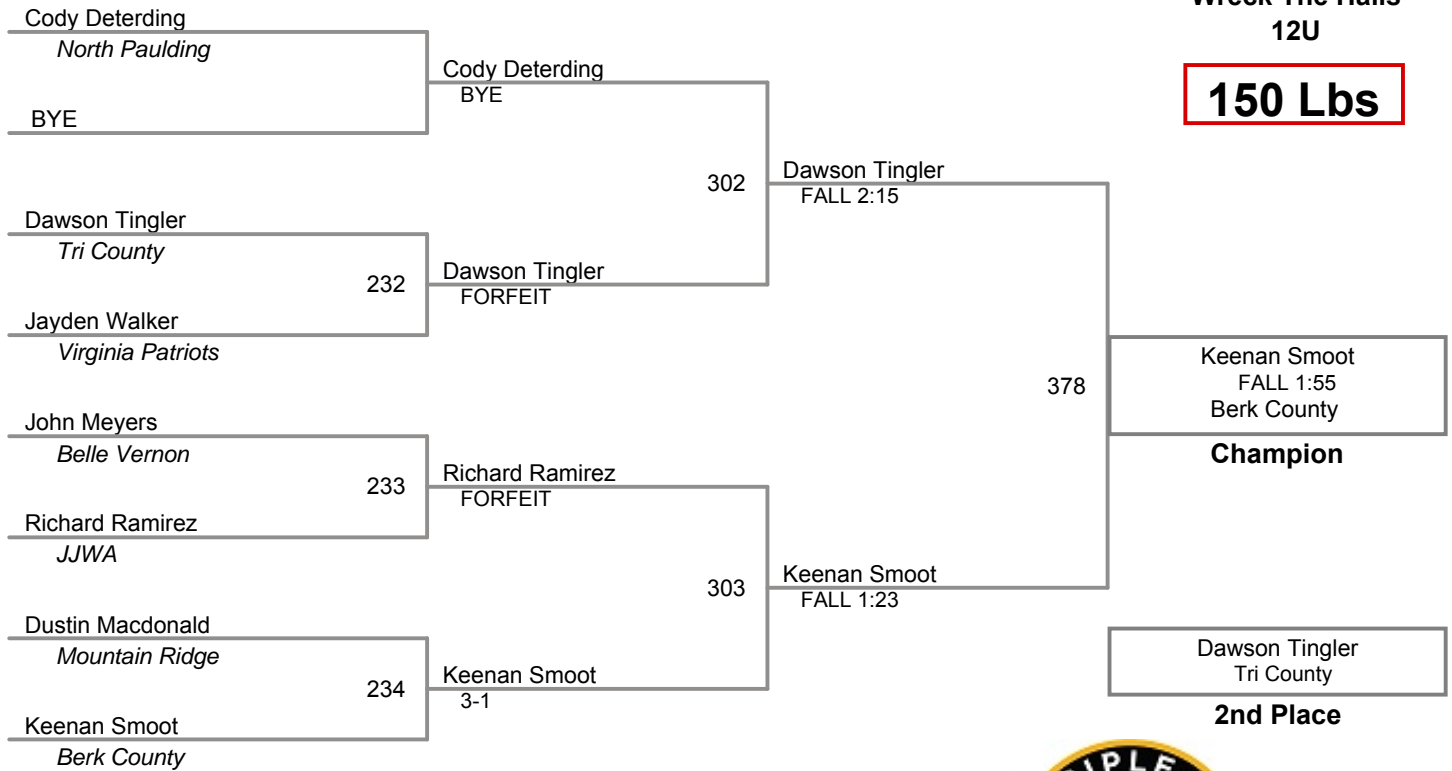 Wreck The Halls
12U
150 Lbs
Cody Deterding
North Paulding
BYE
Cody Deterding
BYE
Dawson Tingler
Tri County
232
Jayden Walker
Virginia Patriots
Dawson Tingler
FORFEIT
302
Dawson Tingler
FALL 2:15
John Meyers
Belle Vernon
233
Richard Ramirez
JJWA
Richard Ramirez
FORFEIT
Dustin Macdonald
Mountain Ridge
234
Keenan Smoot
Berk County
Keenan Smoot
3-1
303
Keenan Smoot
FALL 1:23
378
Keenan Smoot
FALL 1:55
Berk County
Champion
Dawson Tingler
Tri County
2nd Place